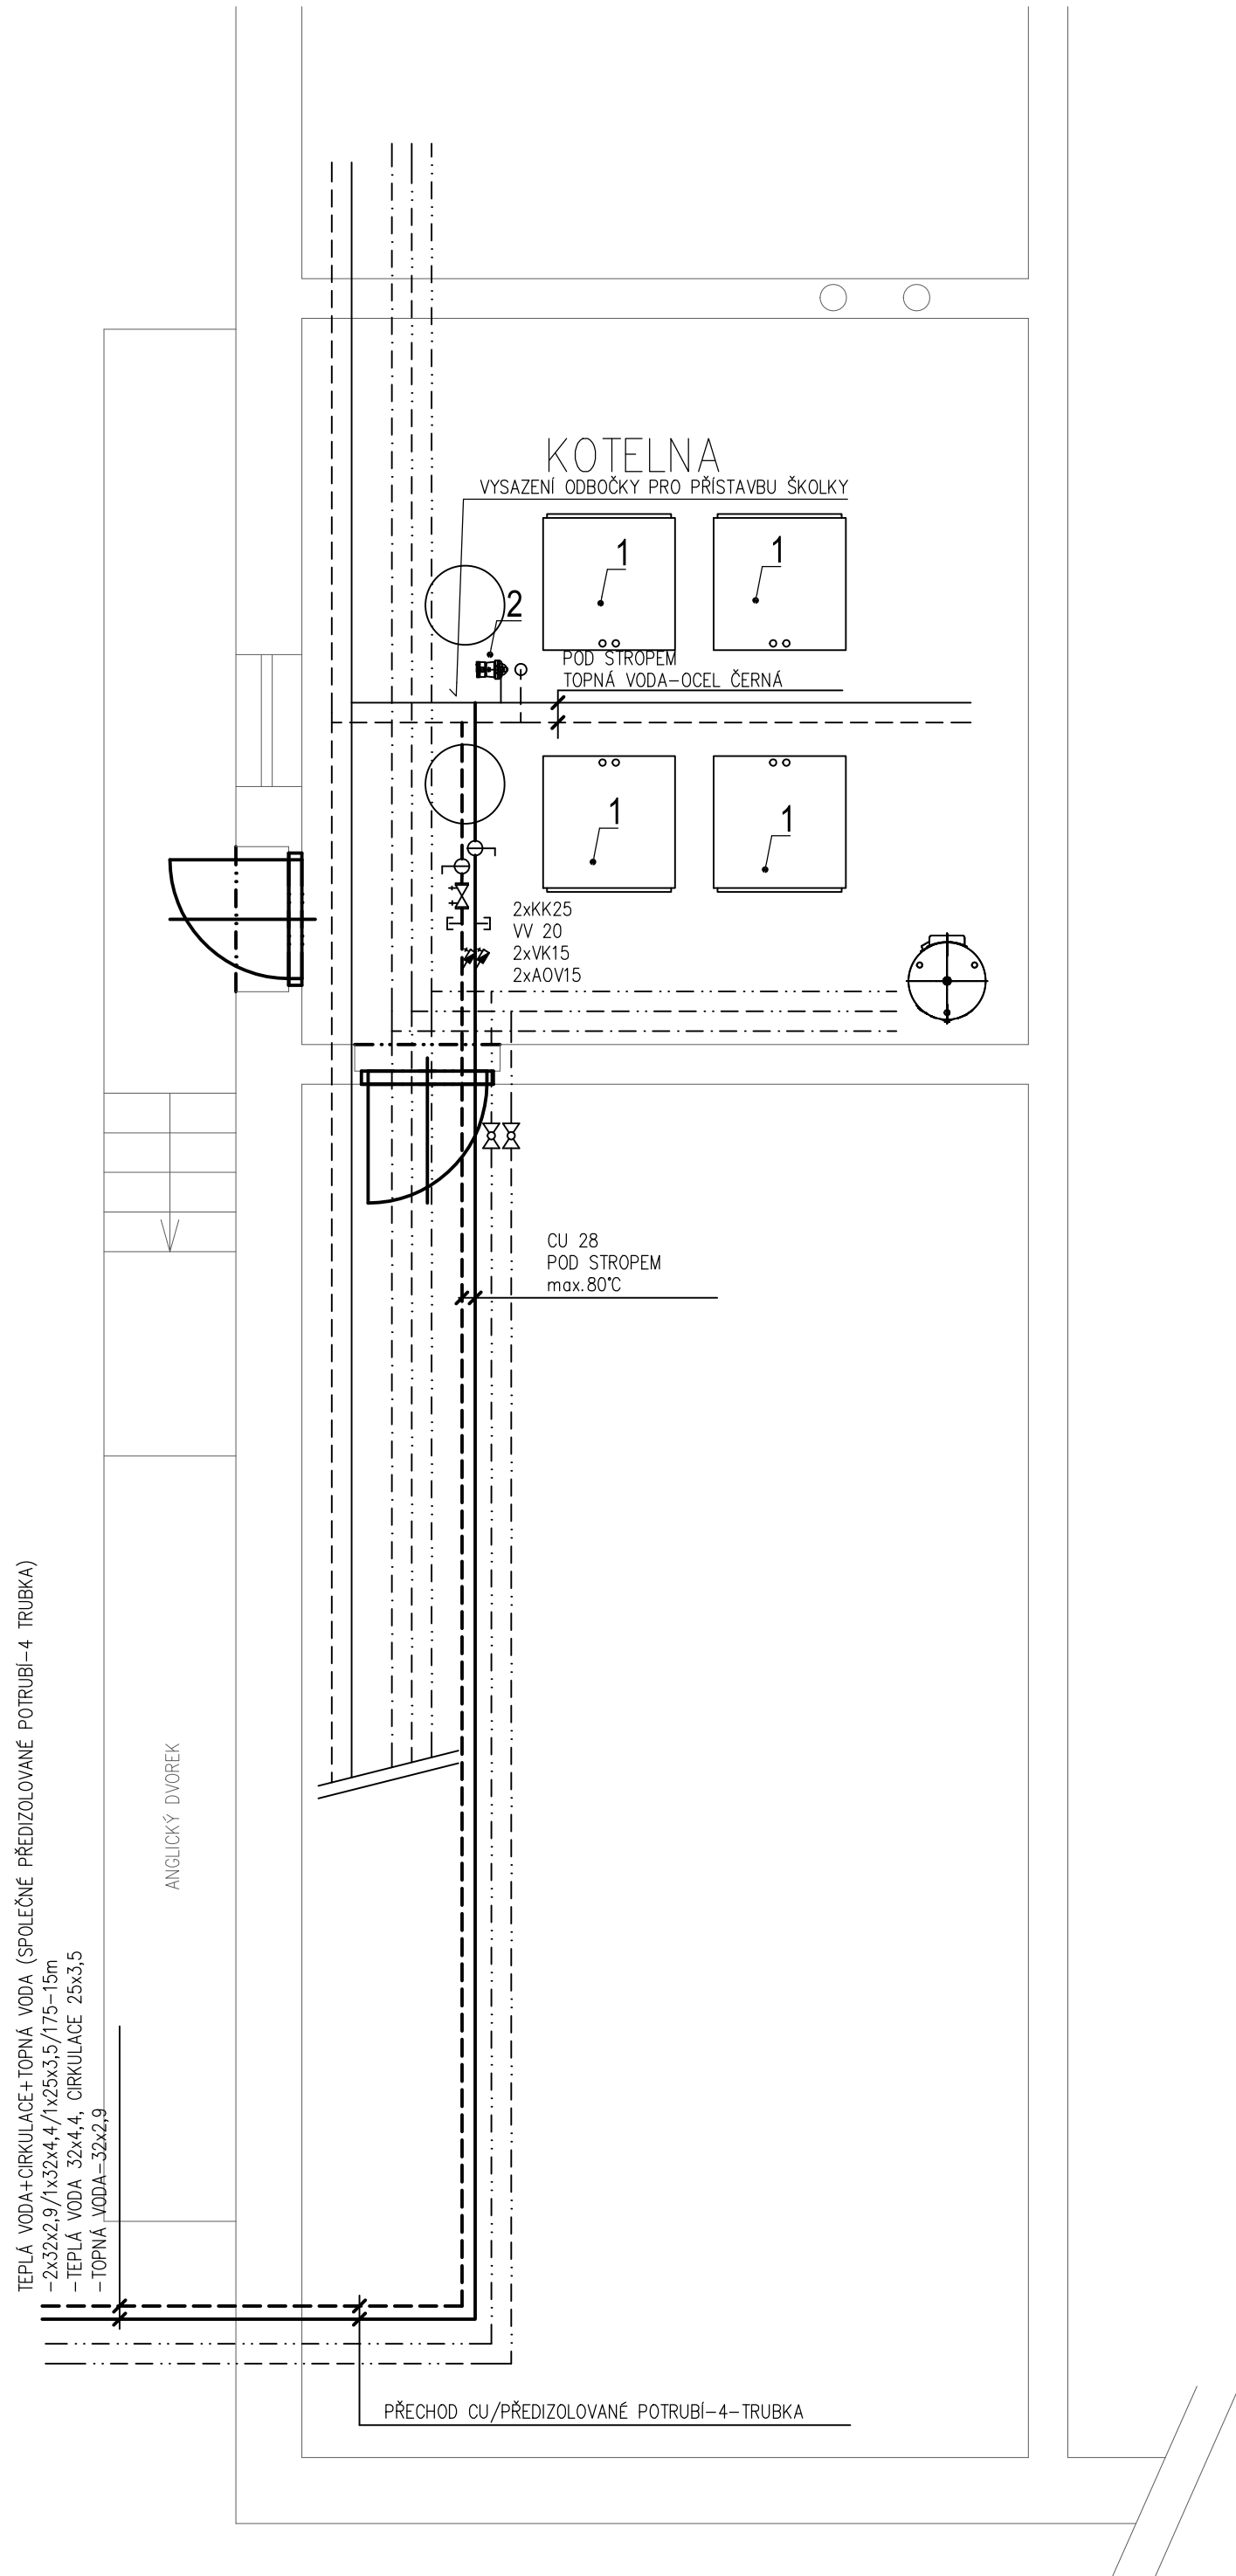 KOTELNA
VYSAZENÍ ODBOČKY PRO PŘÍSTAVBU ŠKOLKY
1
1
2
POD STROPEM
TOPNÁ VODA-OCEL ČERNÁ
1
1
2xKK25
VV 20
2xVK15
2xAOV15
CU 28
POD STROPEM
max.80°C
TEPLÁ VODA+CIRKULACE+TOPNÁ VODA (SPOLEČNÉ PŘEDIZOLOVANÉ POTRUBÍ-4 TRUBKA)
-2x32x2,9/1x32x4,4/1x25x3,5/175-15m
-TEPLÁ VODA 32x4,4, CIRKULACE 25x3,5
-TOPNÁ VODA-32x2,9
ANGLICKÝ DVOREK
PŘECHOD CU/PŘEDIZOLOVANÉ POTRUBÍ-4-TRUBKA